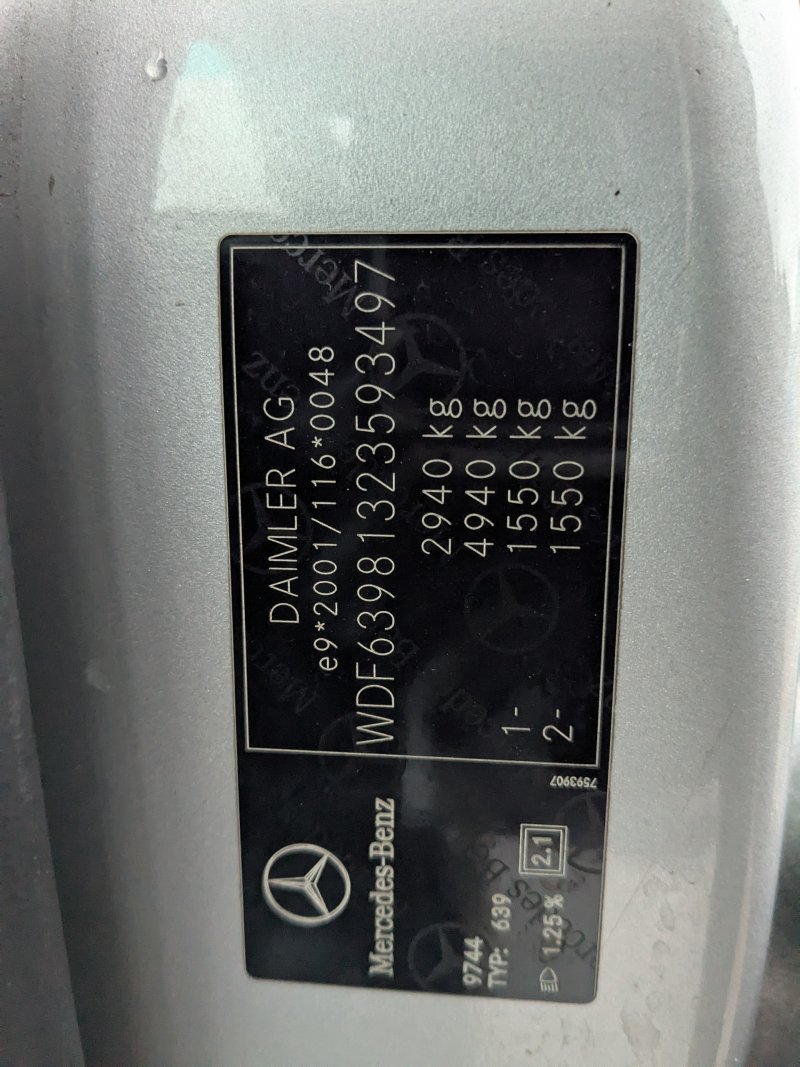 DAIMLER AG
e9*2001/116*0048
WDF63981323593497
2940 kg
4940 kg
1- 1550 kg
2- 1550 kg
7593907
Mercedes-Benz
9744
TYP: 639
1.25% 2.1